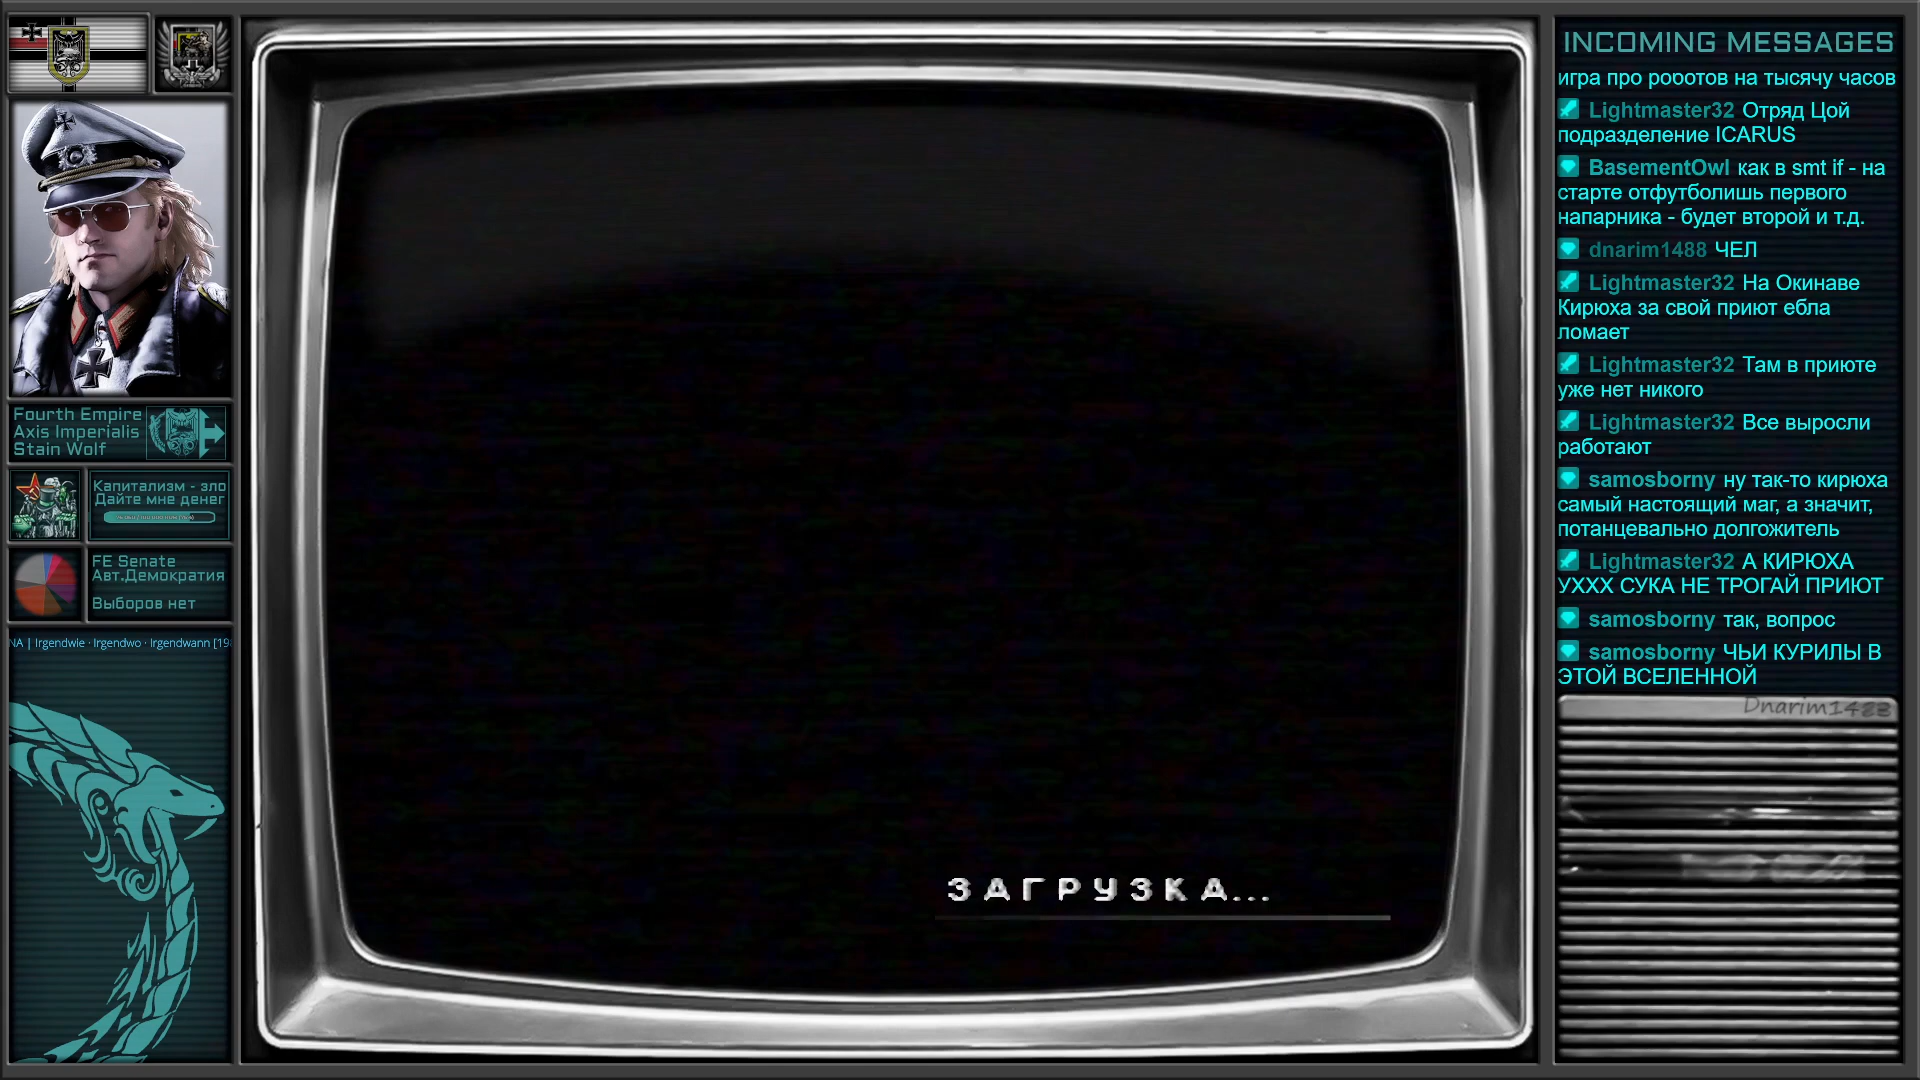 Fourth Empire
Axis Imperialis
Stain Wolf
Капитализм - зло
Дайте мне денег
FE Senate
Авт.Демократия
Выборов нет
NA | Irgendwie · Irgendwo · Irgendwann [19
ЗАГРУЗКА...
INCOMING MESSAGES
игра про роботов на тысячу часов
Lightmaster32 Отряд Цой
подразделение ICARUS
BasementOwl как в smt if - на
старте отфутболишь первого
напарника - будет второй и т.д.
dnarim1488 ЧЕЛ
Lightmaster32 На Окинаве
Кирюха за свой приют ебла
ломает
Lightmaster32 Там в приюте
уже нет никого
Lightmaster32 Все выросли
работают
samosborny ну так-то кирюха
самый настоящий маг, а значит,
потанцевально долгожитель
Lightmaster32 А КИРЮХА
УХХХ СУКА НЕ ТРОГАЙ ПРИЮТ
samosborny так, вопрос
samosborny ЧЬИ КУРИЛЫ В
ЭТОЙ ВСЕЛЕННОЙ
Dnarim1488